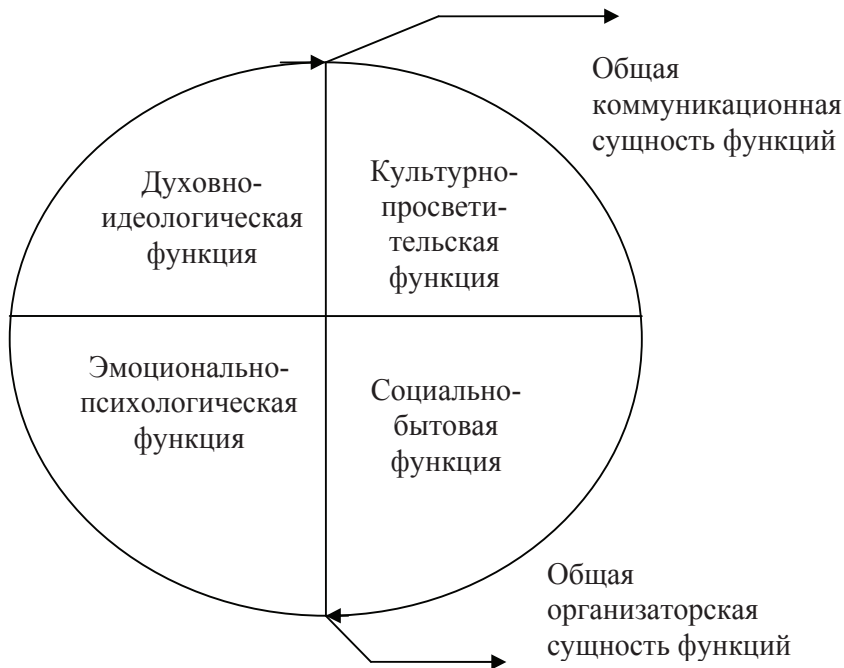 Общая
коммуникационная
сущность функций
Духовно-
идеологическая
функция
Культурно-
просвети-
тельская
функция
Эмоционально-
психологическая
функция
Социально-
бытовая
функция
Общая
организаторская
сущность функций